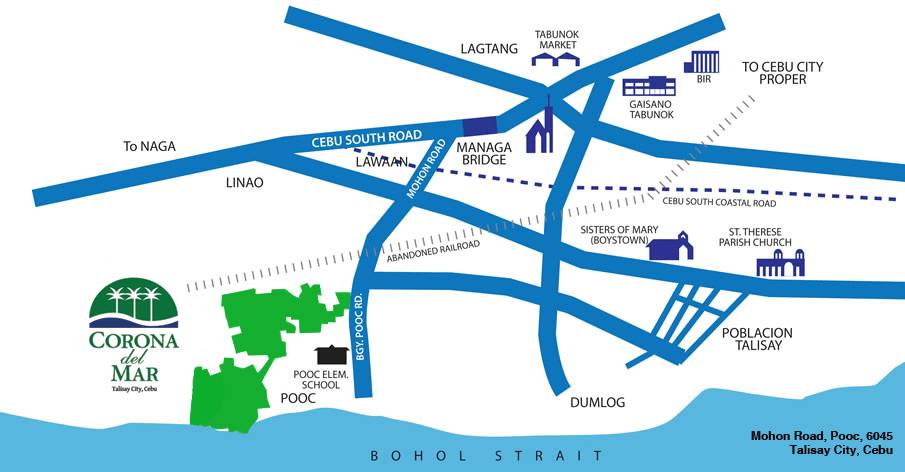 TABUNOK
MARKET
LAGTANG
TO CEBU CITY
PROPER
BIR
GAISANO
TABUNOK
TO NAGA
CEBU SOUTH ROAD
MANAGA
BRIDGE
LAWAAN
MOHON ROAD
LINAO
CEBU SOUTH COASTAL ROAD
SISTERS OF MARY
(BOYSTOWN)
ST. THERESE
PARISH CHURCH
ABANDONED RAILROAD
CORONA
del
MAR
Talisay City, Cebu
BGY. POOC RD.
POBLACION
TALISAY
POOC ELEM.
SCHOOL
POOC
DUMLOG
Mohon Road, Pooc, 6045
Talisay City, Cebu
BOHOL STRAIT